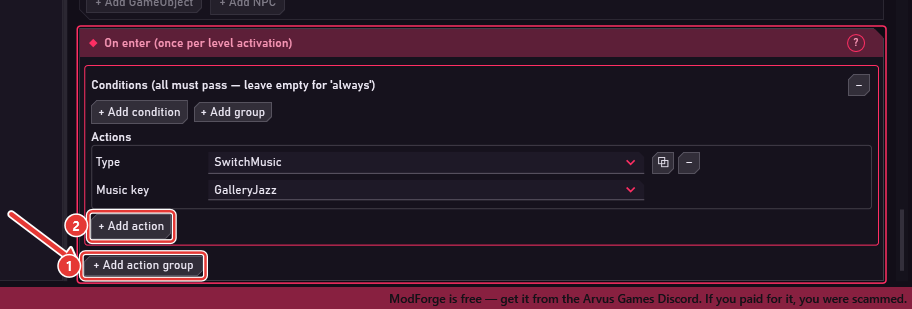 + Add GameObject + Add NPC
On enter (once per level activation) ?
Conditions (all must pass — leave empty for 'always') −
+ Add condition + Add group
Actions
Type SwitchMusic −
Music key GalleryJazz
2 + Add action
1 + Add action group
ModForge is free — get it from the Arvus Games Discord. If you paid for it, you were scammed.